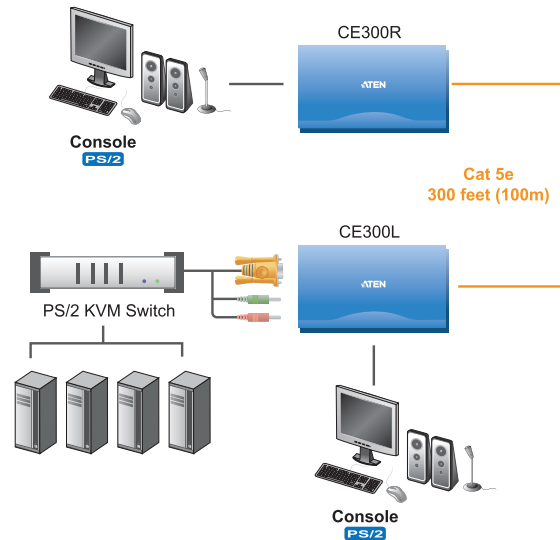 CE300R
ATEN
Console
PS/2
Cat 5e
300 feet (100m)
CE300L
ATEN
PS/2 KVM Switch
Console
PS/2